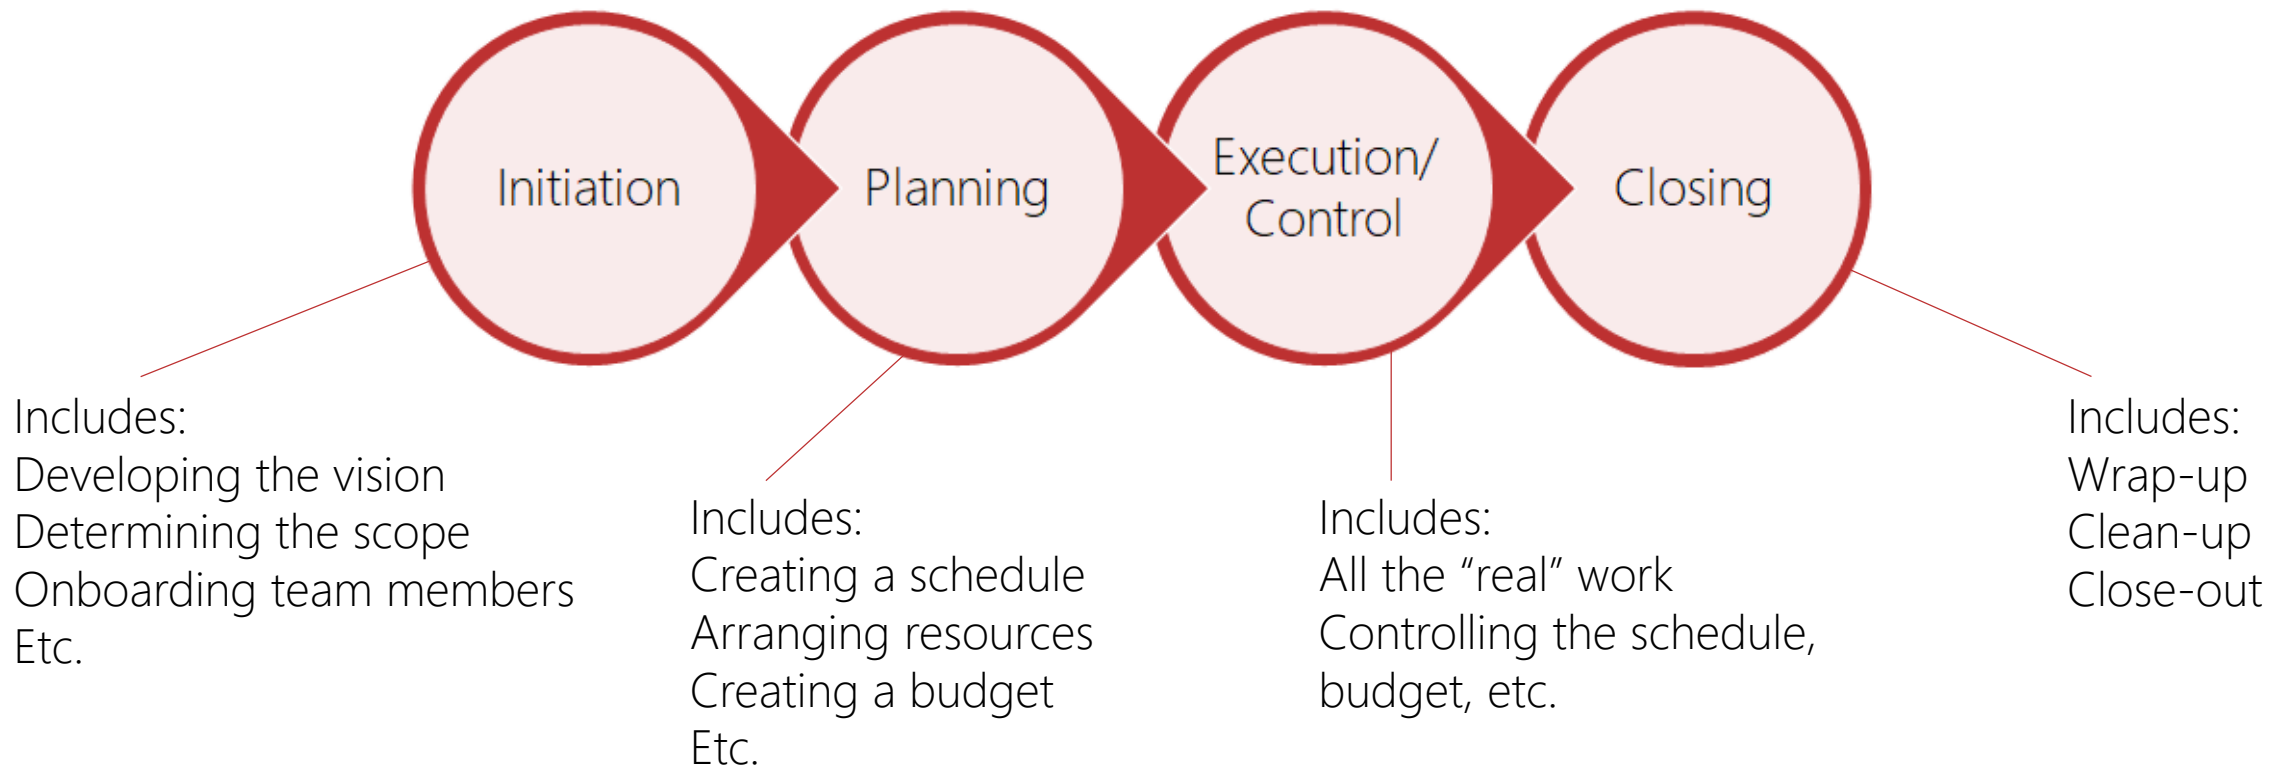 Initiation
Planning
Execution/
Control
Closing
Includes:
Developing the vision
Determining the scope
Onboarding team members
Etc.
Includes:
Creating a schedule
Arranging resources
Creating a budget
Etc.
Includes:
All the “real” work
Controlling the schedule,
budget, etc.
Includes:
Wrap-up
Clean-up
Close-out